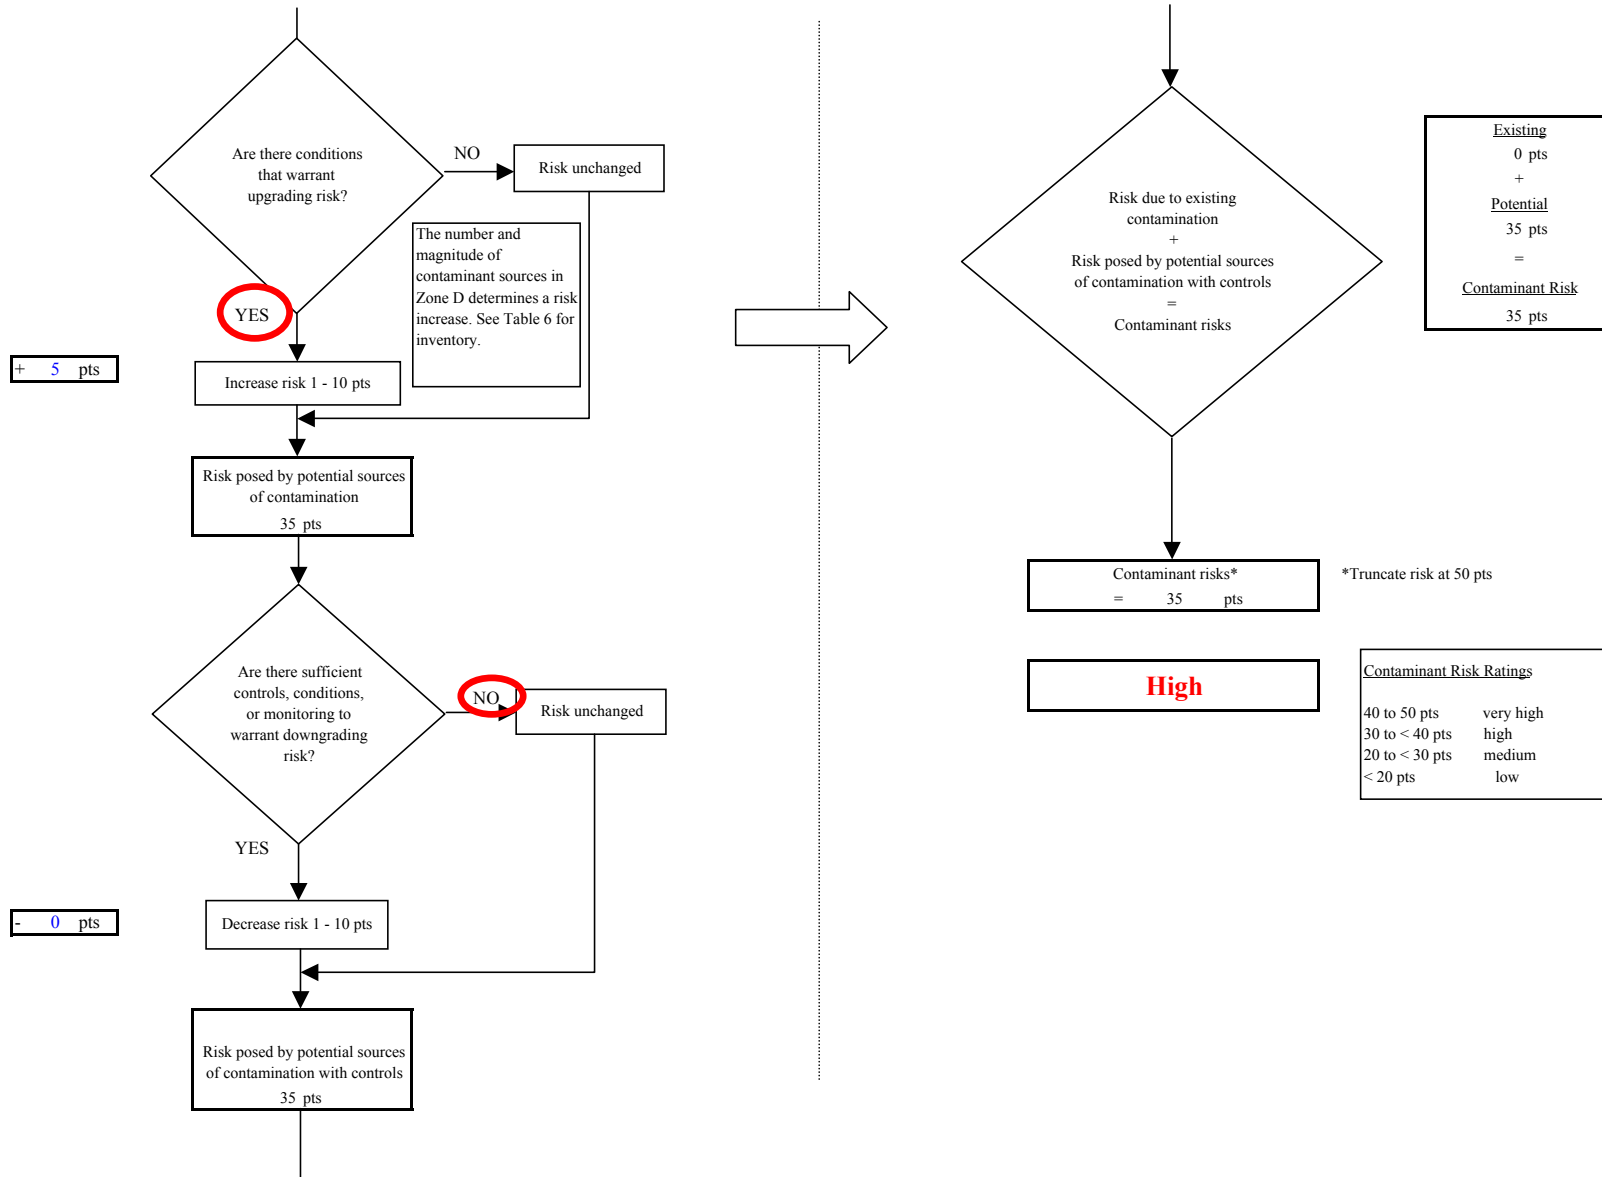 Are there conditions
that warrant
upgrading risk?
NO
Risk unchanged
The number and
magnitude of
contaminant sources in
Zone D determines a risk
increase. See Table 6 for
inventory.
YES
+ 5 pts
Increase risk 1 - 10 pts
Risk posed by potential sources
of contamination
35 pts
Are there sufficient
controls, conditions,
or monitoring to
warrant downgrading
risk?
NO
Risk unchanged
YES
- 0 pts
Decrease risk 1 - 10 pts
Risk posed by potential sources
of contamination with controls
35 pts
Risk due to existing
contamination
+
Risk posed by potential sources
of contamination with controls
=
Contaminant risks
Existing
0 pts
+
Potential
35 pts
=
Contaminant Risk
35 pts
Contaminant risks*
= 35 pts
*Truncate risk at 50 pts
High
Contaminant Risk Ratings
40 to 50 pts very high
30 to < 40 pts high
20 to < 30 pts medium
< 20 pts low